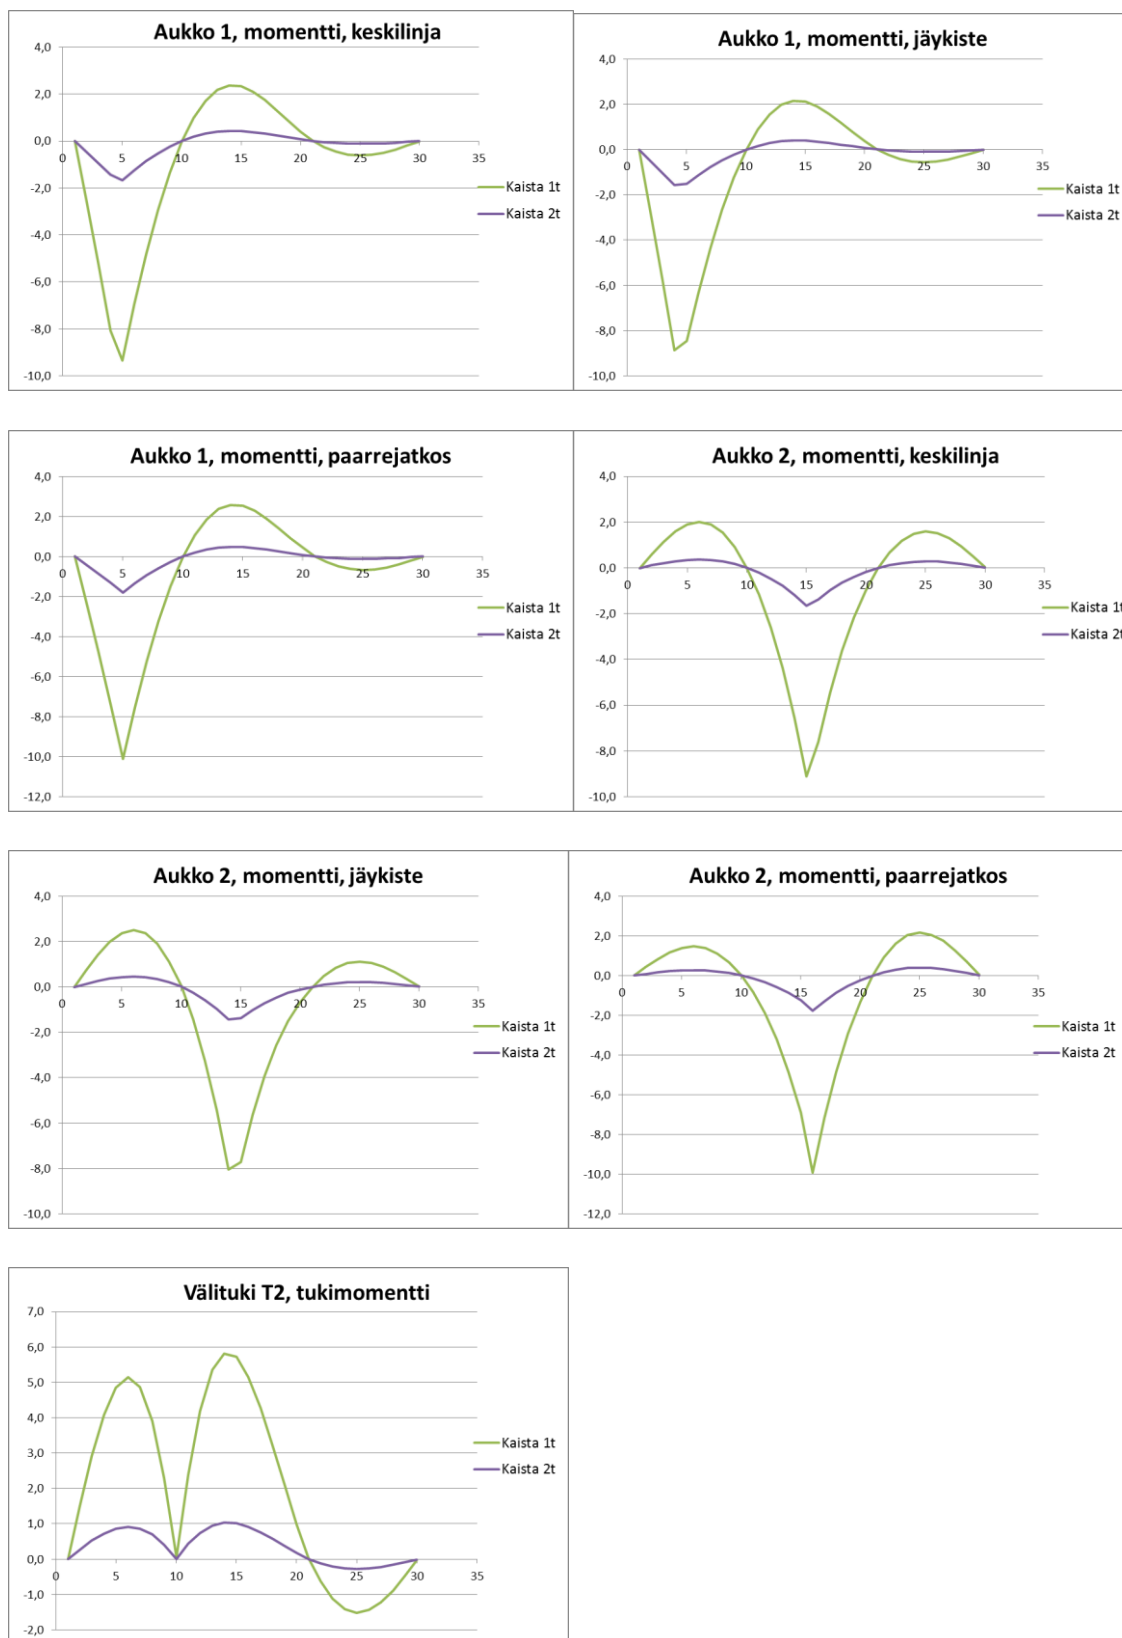 Aukko 1, momentti, keskilinja
4,0
2,0
0,0
-2,0
-4,0
-6,0
-8,0
-10,0
0 5 10 15 20 25 30 35
Kaista 1t
Kaista 2t
Aukko 1, momentti, jäykiste
4,0
2,0
0,0
-2,0
-4,0
-6,0
-8,0
-10,0
0 5 10 15 20 25 30 35
Kaista 1t
Kaista 2t
Aukko 1, momentti, paarrejatkos
4,0
2,0
0,0
-2,0
-4,0
-6,0
-8,0
-10,0
-12,0
0 5 10 15 20 25 30 35
Kaista 1t
Kaista 2t
Aukko 2, momentti, keskilinja
4,0
2,0
0,0
-2,0
-4,0
-6,0
-8,0
-10,0
0 5 10 15 20 25 30 35
Kaista 1t
Kaista 2t
Aukko 2, momentti, jäykiste
4,0
2,0
0,0
-2,0
-4,0
-6,0
-8,0
-10,0
0 5 10 15 20 25 30 35
Kaista 1t
Kaista 2t
Aukko 2, momentti, paarrejatkos
4,0
2,0
0,0
-2,0
-4,0
-6,0
-8,0
-10,0
-12,0
0 5 10 15 20 25 30 35
Kaista 1t
Kaista 2t
Välituki T2, tukimomentti
7,0
6,0
5,0
4,0
3,0
2,0
1,0
0,0
-1,0
-2,0
0 5 10 15 20 25 30 35
Kaista 1t
Kaista 2t